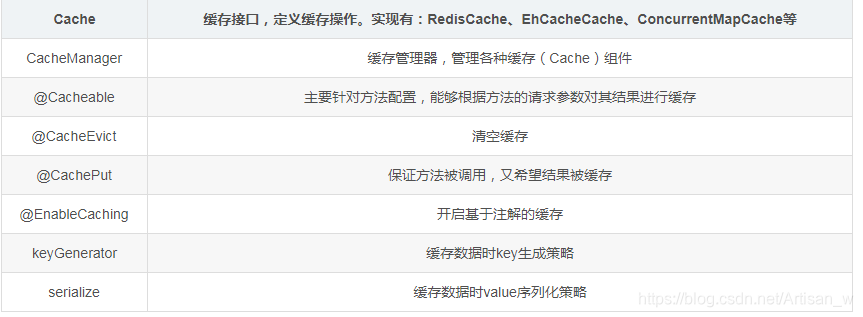 Cache 缓存接口，定义缓存操作。实现有：RedisCache、EhCacheCache、ConcurrentMapCache等
CacheManager 缓存管理器，管理各种缓存（Cache）组件
@Cacheable 主要针对方法配置，能够根据方法的请求参数对其结果进行缓存
@CacheEvict 清空缓存
@CachePut 保证方法被调用，又希望结果被缓存
@EnableCaching 开启基于注解的缓存
keyGenerator 缓存数据时key生成策略
serialize 缓存数据时value序列化策略
https://blog.csdn.net/Artisan_w